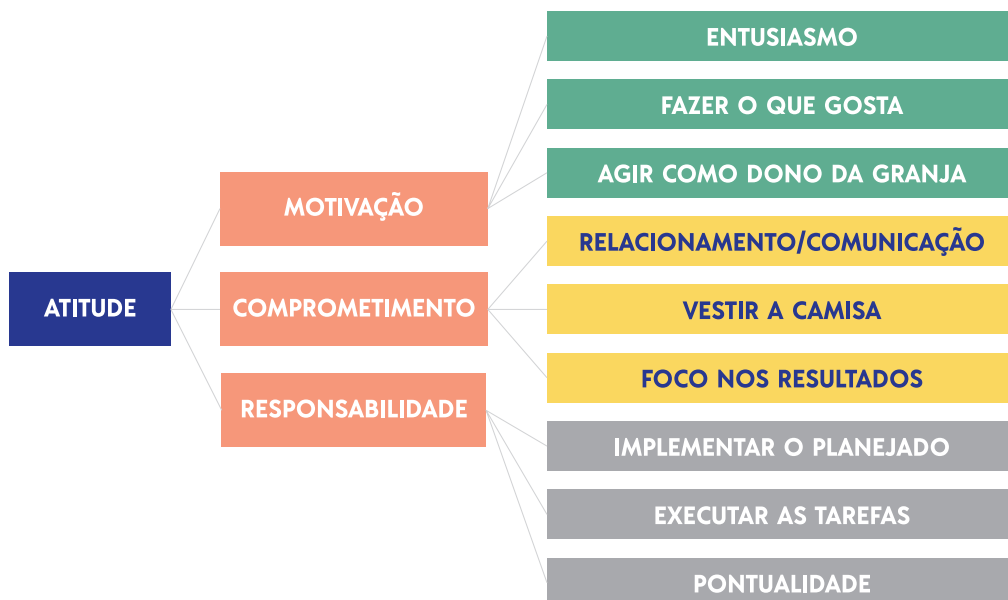 ATITUDE
MOTIVAÇÃO
COMPROMETIMENTO
RESPONSABILIDADE
ENTUSIASMO
FAZER O QUE GOSTA
AGIR COMO DONO DA GRANJA
RELACIONAMENTO/COMUNICAÇÃO
VESTIR A CAMISA
FOCO NOS RESULTADOS
IMPLEMENTAR O PLANEJADO
EXECUTAR AS TAREFAS
PONTUALIDADE